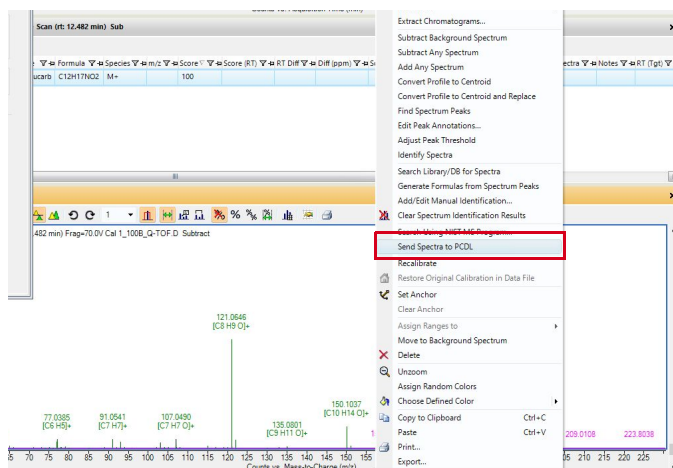 Scan (rt: 12.482 min) Sub
Formula Species m/z Score Score (RT) RT Diff Diff (ppm) Notes RT (Tgt)
ucarb C12H17NO2 M+ 100
1
.482 min) Frag=70.0V Cal 1_100B_Q-TOF.D Subtract
121.0646
[C8 H9 O]+
150.1037
[C10 H14 O]+
77.0385
[C6 H5]+
91.0541
[C7 H7]+
107.0490
[C7 H7 O]+
135.0801
[C9 H11 O]+
209.0108
223.8038
70 75 80 85 90 95 100 105 110 115 120 125 130 135 140 145 150 155
205 210 215 220 225
Counts vs. Mass-to-Charge (m/z)
Extract Chromatograms...
Subtract Background Spectrum
Subtract Any Spectrum
Add Any Spectrum
Convert Profile to Centroid
Convert Profile to Centroid and Replace
Find Spectrum Peaks
Edit Peak Annotations...
Adjust Peak Threshold
Identify Spectra
Search Library/DB for Spectra
Generate Formulas from Spectrum Peaks
Add/Edit Manual Identification...
Clear Spectrum Identification Results
Search Using NIST MS Program...
Send Spectra to PCDL
Recalibrate
Restore Original Calibration in Data File
Set Anchor
Clear Anchor
Assign Ranges to
Move to Background Spectrum
Delete
Unzoom
Assign Random Colors
Choose Defined Color
Copy to Clipboard Ctrl+C
Paste Ctrl+V
Print...
Export...